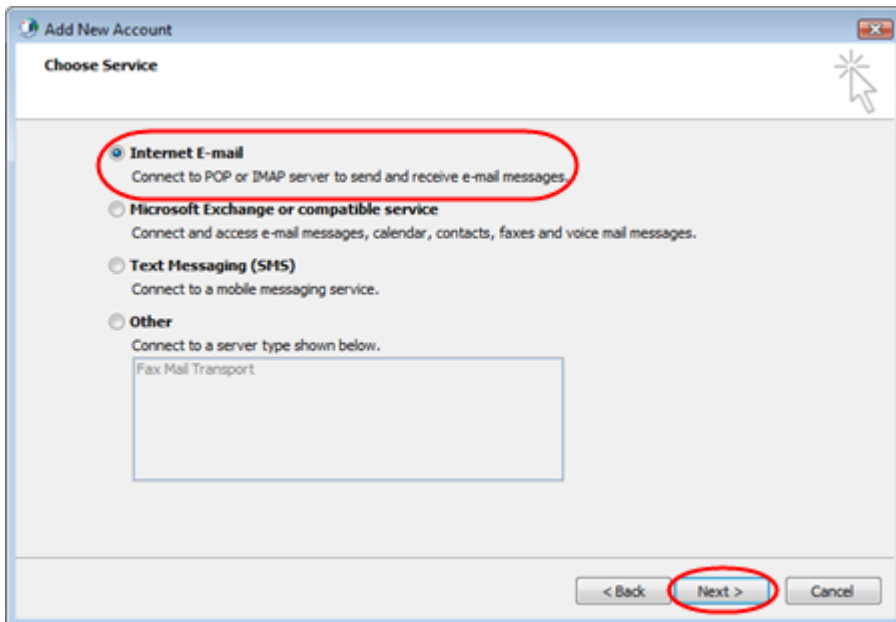 Add New Account
Choose Service
Internet E-mail
Connect to POP or IMAP server to send and receive e-mail messages.
Microsoft Exchange or compatible service
Connect and access e-mail messages, calendar, contacts, faxes and voice mail messages.
Text Messaging (SMS)
Connect to a mobile messaging service.
Other
Connect to a server type shown below.
Fax Mail Transport
< Back Next > Cancel